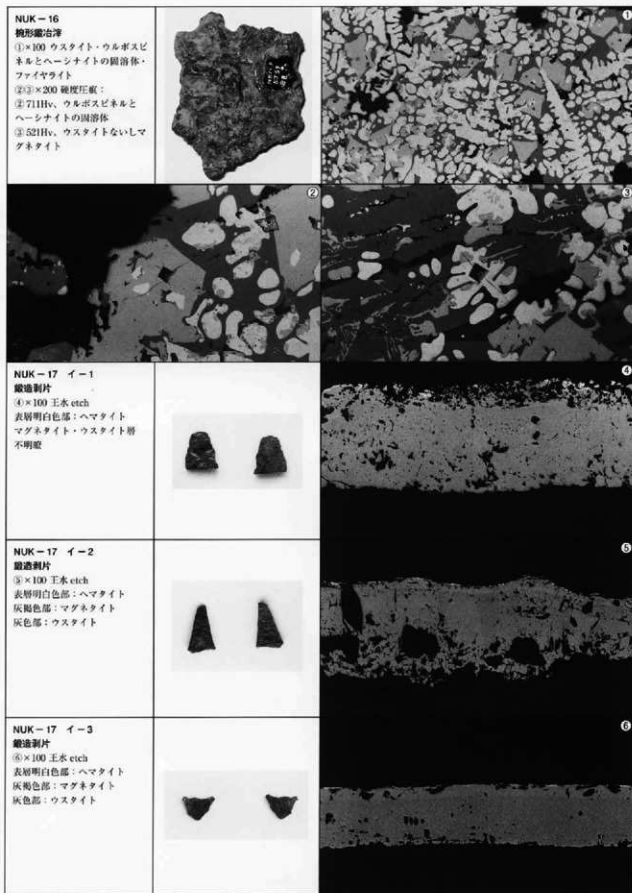 NUK-16
椀形鍛冶滓
①×100 ウスタイト・ウルボスピ
ネルとヘーシナイトの固溶体・
ファイヤライト
②③×200 硬度圧痕：
②711Hv、ウルボスピネルと
ヘーシナイトの固溶体
③521Hv、ウスタイトないしマ
グネタイト
①
②
③
NUK-17 イ-1
鍛造剥片
④×100 王水 etch
表層明白色部：ヘマタイト
マグネタイト・ウスタイト層
不明瞭
④
NUK-17 イ-2
鍛造剥片
⑤×100 王水 etch
表層明白色部：ヘマタイト
灰褐色部：マグネタイト
灰色部：ウスタイト
⑤
NUK-17 イ-3
鍛造剥片
⑥×100 王水 etch
表層明白色部：ヘマタイト
灰褐色部：マグネタイト
灰色部：ウスタイト
⑥